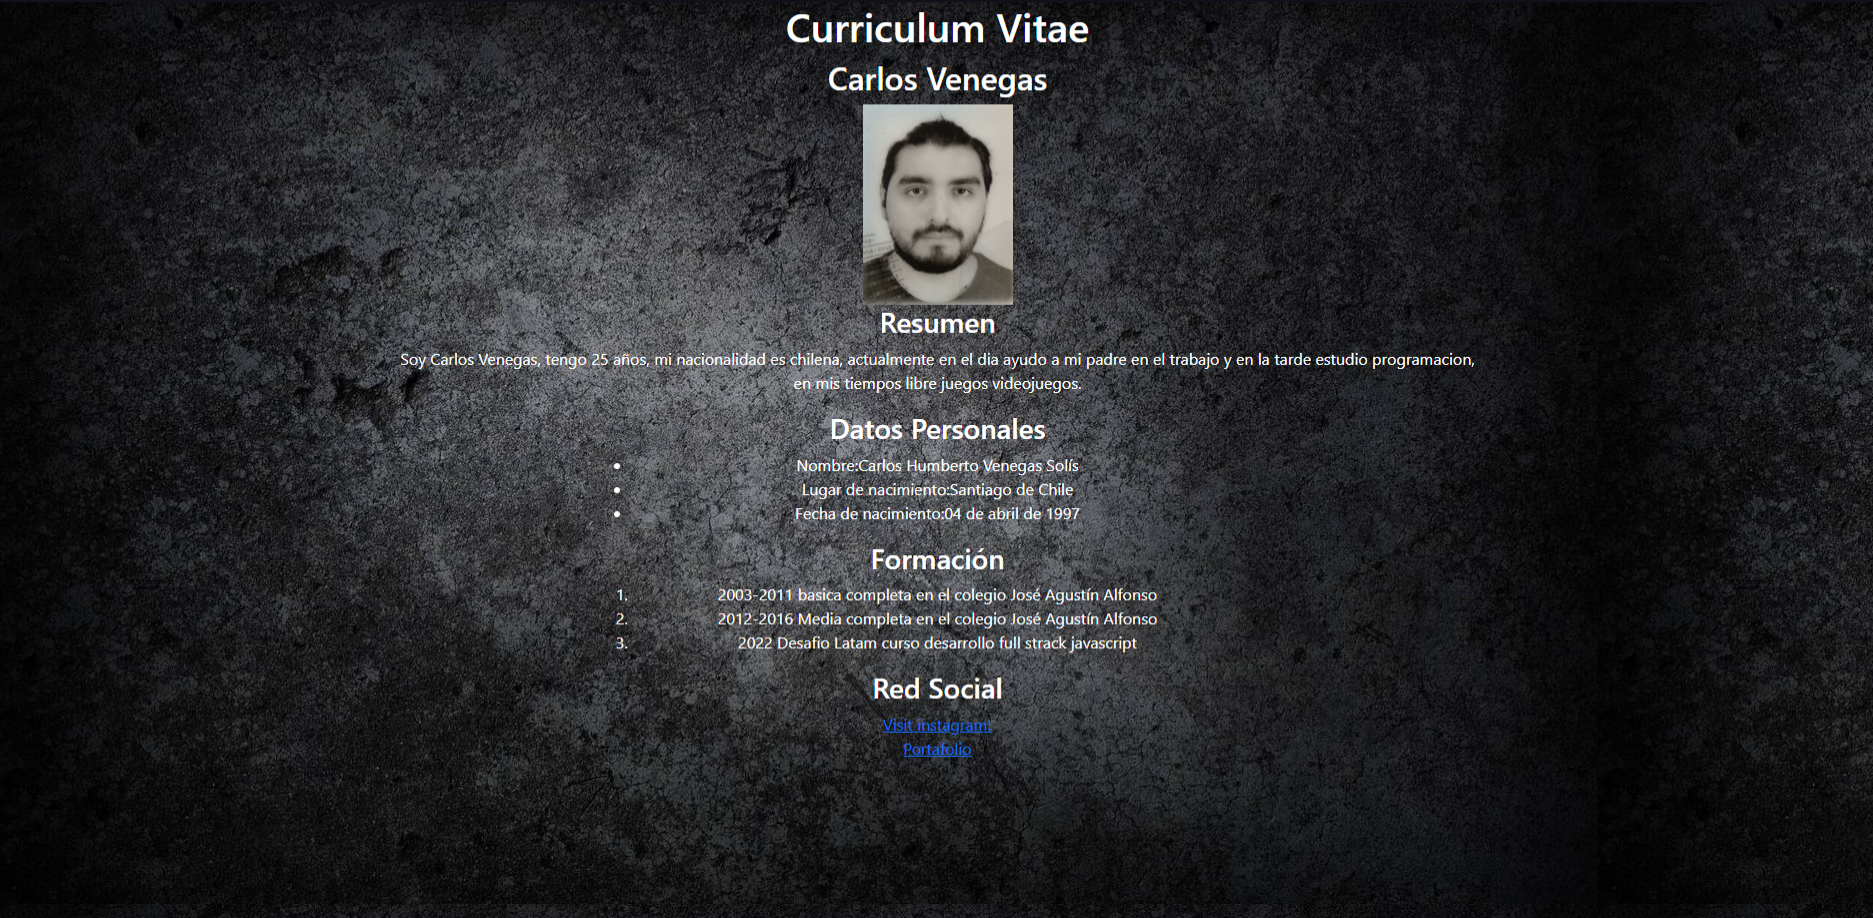 Curriculum Vitae
Carlos Venegas
Resumen
Soy Carlos Venegas, tengo 25 años, mi nacionalidad es chilena, actualmente en el dia ayudo a mi padre en el trabajo y en la tarde estudio programacion,
en mis tiempos libre juegos videojuegos.
Datos Personales
• Nombre:Carlos Humberto Venegas Solís
• Lugar de nacimiento:Santiago de Chile
• Fecha de nacimiento:04 de abril de 1997
Formación
1. 2003-2011 basica completa en el colegio José Agustín Alfonso
2. 2012-2016 Media completa en el colegio José Agustín Alfonso
3. 2022 Desafio Latam curso desarrollo full strack javascript
Red Social
Visit instagram!
Portafolio